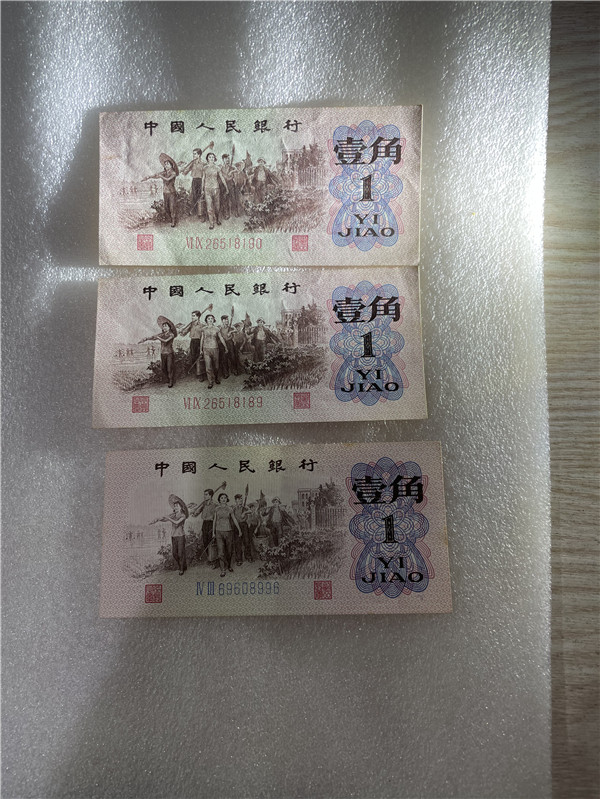 中國人民銀行
壹角
1
YI
JIAO
VI IX 26518190
中國人民銀行
壹角
1
YI
JIAO
VI IX 26518189
中國人民銀行
壹角
1
YI
JIAO
IV III 69608996